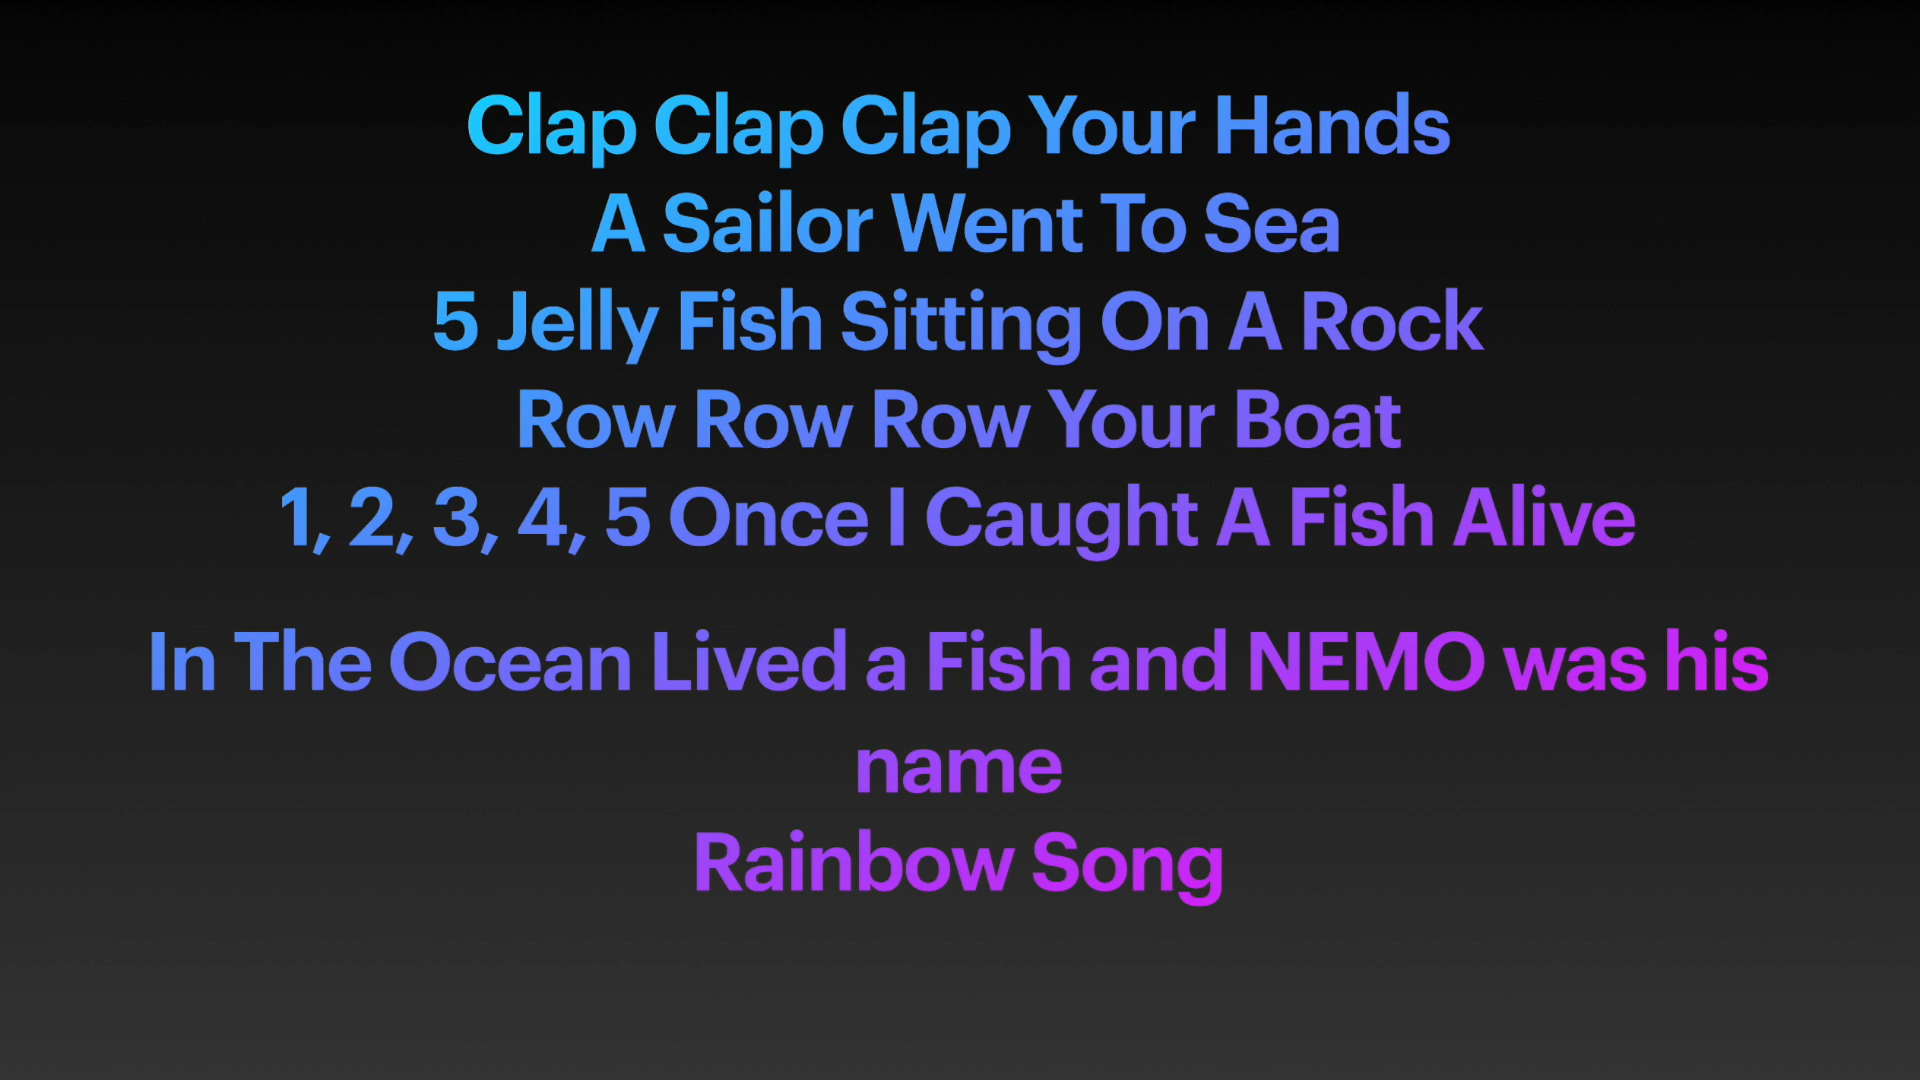 Clap Clap Clap Your Hands
A Sailor Went To Sea
5 Jelly Fish Sitting On A Rock
Row Row Row Your Boat
1, 2, 3, 4, 5 Once I Caught A Fish Alive
In The Ocean Lived a Fish and NEMO was his
name
Rainbow Song